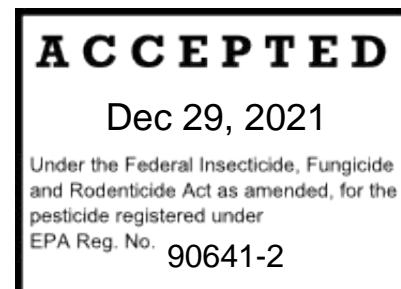 ACCEPTED
Dec 29, 2021
Under the Federal Insecticide, Fungicide
and Rodenticide Act as amended, for the
pesticide registered under
EPA Reg. No. 90641-2